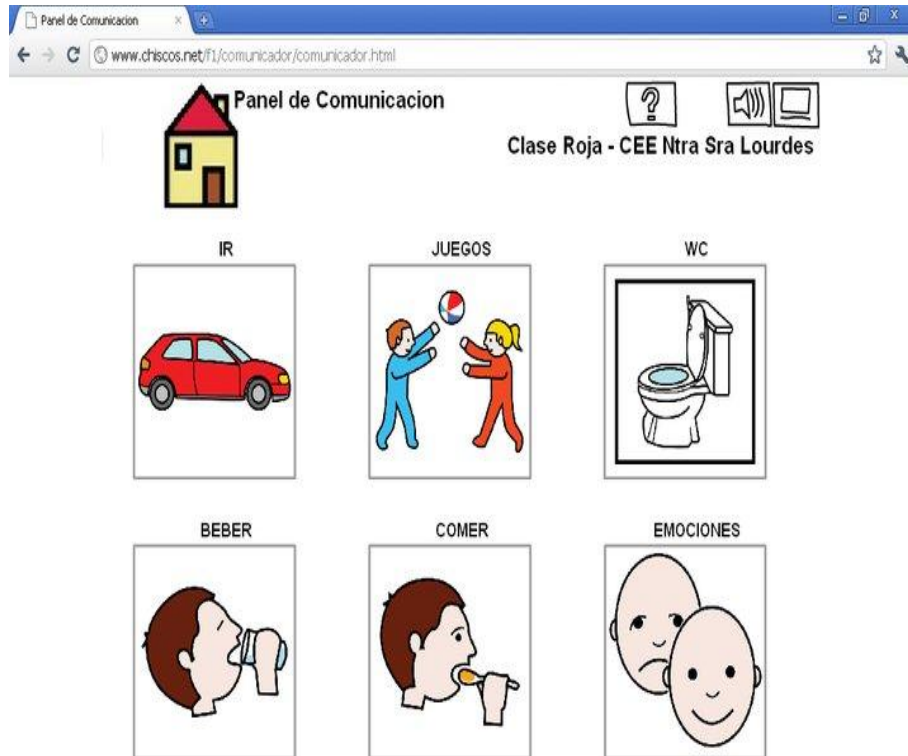 Panel de Comunicacion
www.chiscos.net/f1/comunicador/comunicador.html
Panel de Comunicacion
?
Clase Roja - CEE Ntra Sra Lourdes
IR
JUEGOS
WC
BEBER
COMER
EMOCIONES